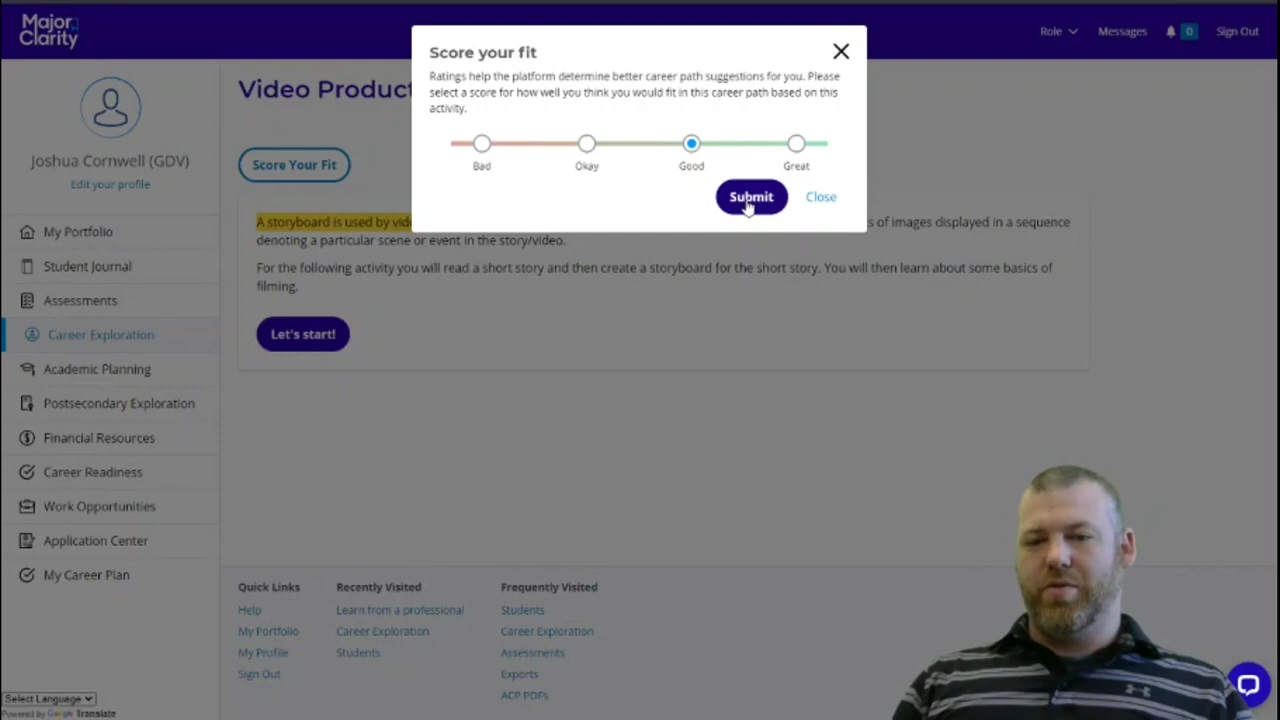 Major
Clarity
Role
Messages
0
Sign Out
Score your fit
Ratings help the platform determine better career path suggestions for you. Please
select a score for how well you think you would fit in this career path based on this
activity.
Bad
Okay
Good
Great
Submit
Close
Joshua Cornwell (GDV)
Edit your profile
My Portfolio
Student Journal
Assessments
Career Exploration
Academic Planning
Postsecondary Exploration
Financial Resources
Career Readiness
Work Opportunities
Application Center
My Career Plan
Select Language
Powered by Google Translate
Video Produc
Score Your Fit
A storyboard is used by s of images displayed in a sequence
denoting a particular scene or event in the story/video.
For the following activity you will read a short story and then create a storyboard for the short story. You will then learn about some basics of
filming.
Let's start!
Quick Links
Help
My Portfolio
My Profile
Sign Out
Recently Visited
Learn from a professional
Career Exploration
Students
Frequently Visited
Students
Career Exploration
Assessments
Exports
ACP PDFs